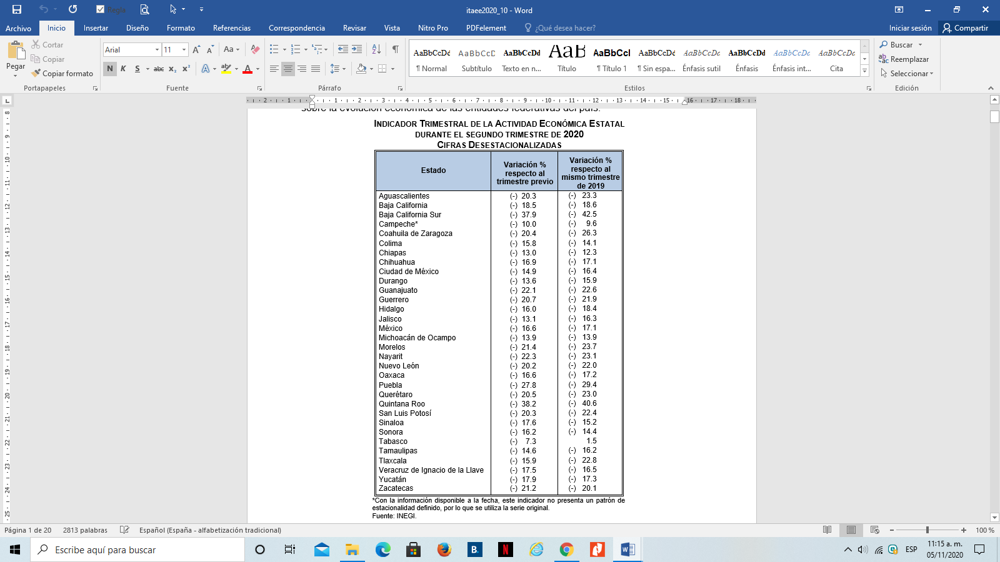 Regla
itaee2020_10 - Word
Archivo Inicio Insertar Diseño Formato Referencias Correspondencia Revisar Vista Nitro Pro PDFelement ¿Qué desea hacer? Iniciar sesión Compartir
Pegar
Cortar
Copiar
Copiar formato
Portapapeles
Arial 11
N K S abc x₂ x²
Fuente
Párrafo
AaBbCcDd AaBbCcD AaBbCcDd AaB AaBbCcI AaBbCcDd AaBbCcDd AaBbCcDd AaBbCcDd AaBbCcDd
¶ Normal Subtítulo Texto en n... Título ¶ Título 1 ¶ Sin espa... Énfasis sutil Énfasis Énfasis int... Cita
Estilos
Buscar
Reemplazar
Seleccionar
Edición
sobre la evolución económica de las entidades federativas del país.
INDICADOR TRIMESTRAL DE LA ACTIVIDAD ECONÓMICA ESTATAL
DURANTE EL SEGUNDO TRIMESTRE DE 2020
CIFRAS DESESTACIONALIZADAS
Estado
Variación %
respecto al
trimestre previo
Variación %
respecto al
mismo trimestre
de 2019
Aguascalientes (-) 20.3 (-) 23.3
Baja California (-) 18.5 (-) 18.6
Baja California Sur (-) 37.9 (-) 42.5
Campeche* (-) 10.0 (-) 9.6
Coahuila de Zaragoza (-) 20.4 (-) 26.3
Colima (-) 15.8 (-) 14.1
Chiapas (-) 13.0 (-) 12.3
Chihuahua (-) 16.9 (-) 17.1
Ciudad de México (-) 14.9 (-) 16.4
Durango (-) 13.6 (-) 15.9
Guanajuato (-) 22.1 (-) 22.6
Guerrero (-) 20.7 (-) 21.9
Hidalgo (-) 16.0 (-) 18.4
Jalisco (-) 13.1 (-) 16.3
México (-) 16.6 (-) 17.1
Michoacán de Ocampo (-) 13.9 (-) 13.9
Morelos (-) 21.4 (-) 23.7
Nayarit (-) 22.3 (-) 23.1
Nuevo León (-) 20.2 (-) 22.0
Oaxaca (-) 16.6 (-) 17.2
Puebla (-) 27.8 (-) 29.4
Querétaro (-) 20.5 (-) 23.0
Quintana Roo (-) 38.2 (-) 40.6
San Luis Potosí (-) 20.3 (-) 22.4
Sinaloa (-) 17.6 (-) 15.2
Sonora (-) 16.2 (-) 14.4
Tabasco (-) 7.3 1.5
Tamaulipas (-) 14.6 (-) 16.2
Tlaxcala (-) 15.9 (-) 22.8
Veracruz de Ignacio de la Llave (-) 17.5 (-) 16.5
Yucatán (-) 17.9 (-) 17.3
Zacatecas (-) 21.2 (-) 20.1
*Con la información disponible a la fecha, este indicador no presenta un patrón de
estacionalidad definido, por lo que se utiliza la serie original.
Fuente: INEGI.
Página 1 de 20 2813 palabras Español (España - alfabetización tradicional) 100 %
Escribe aquí para buscar
ESP
11:15 a. m.
05/11/2020